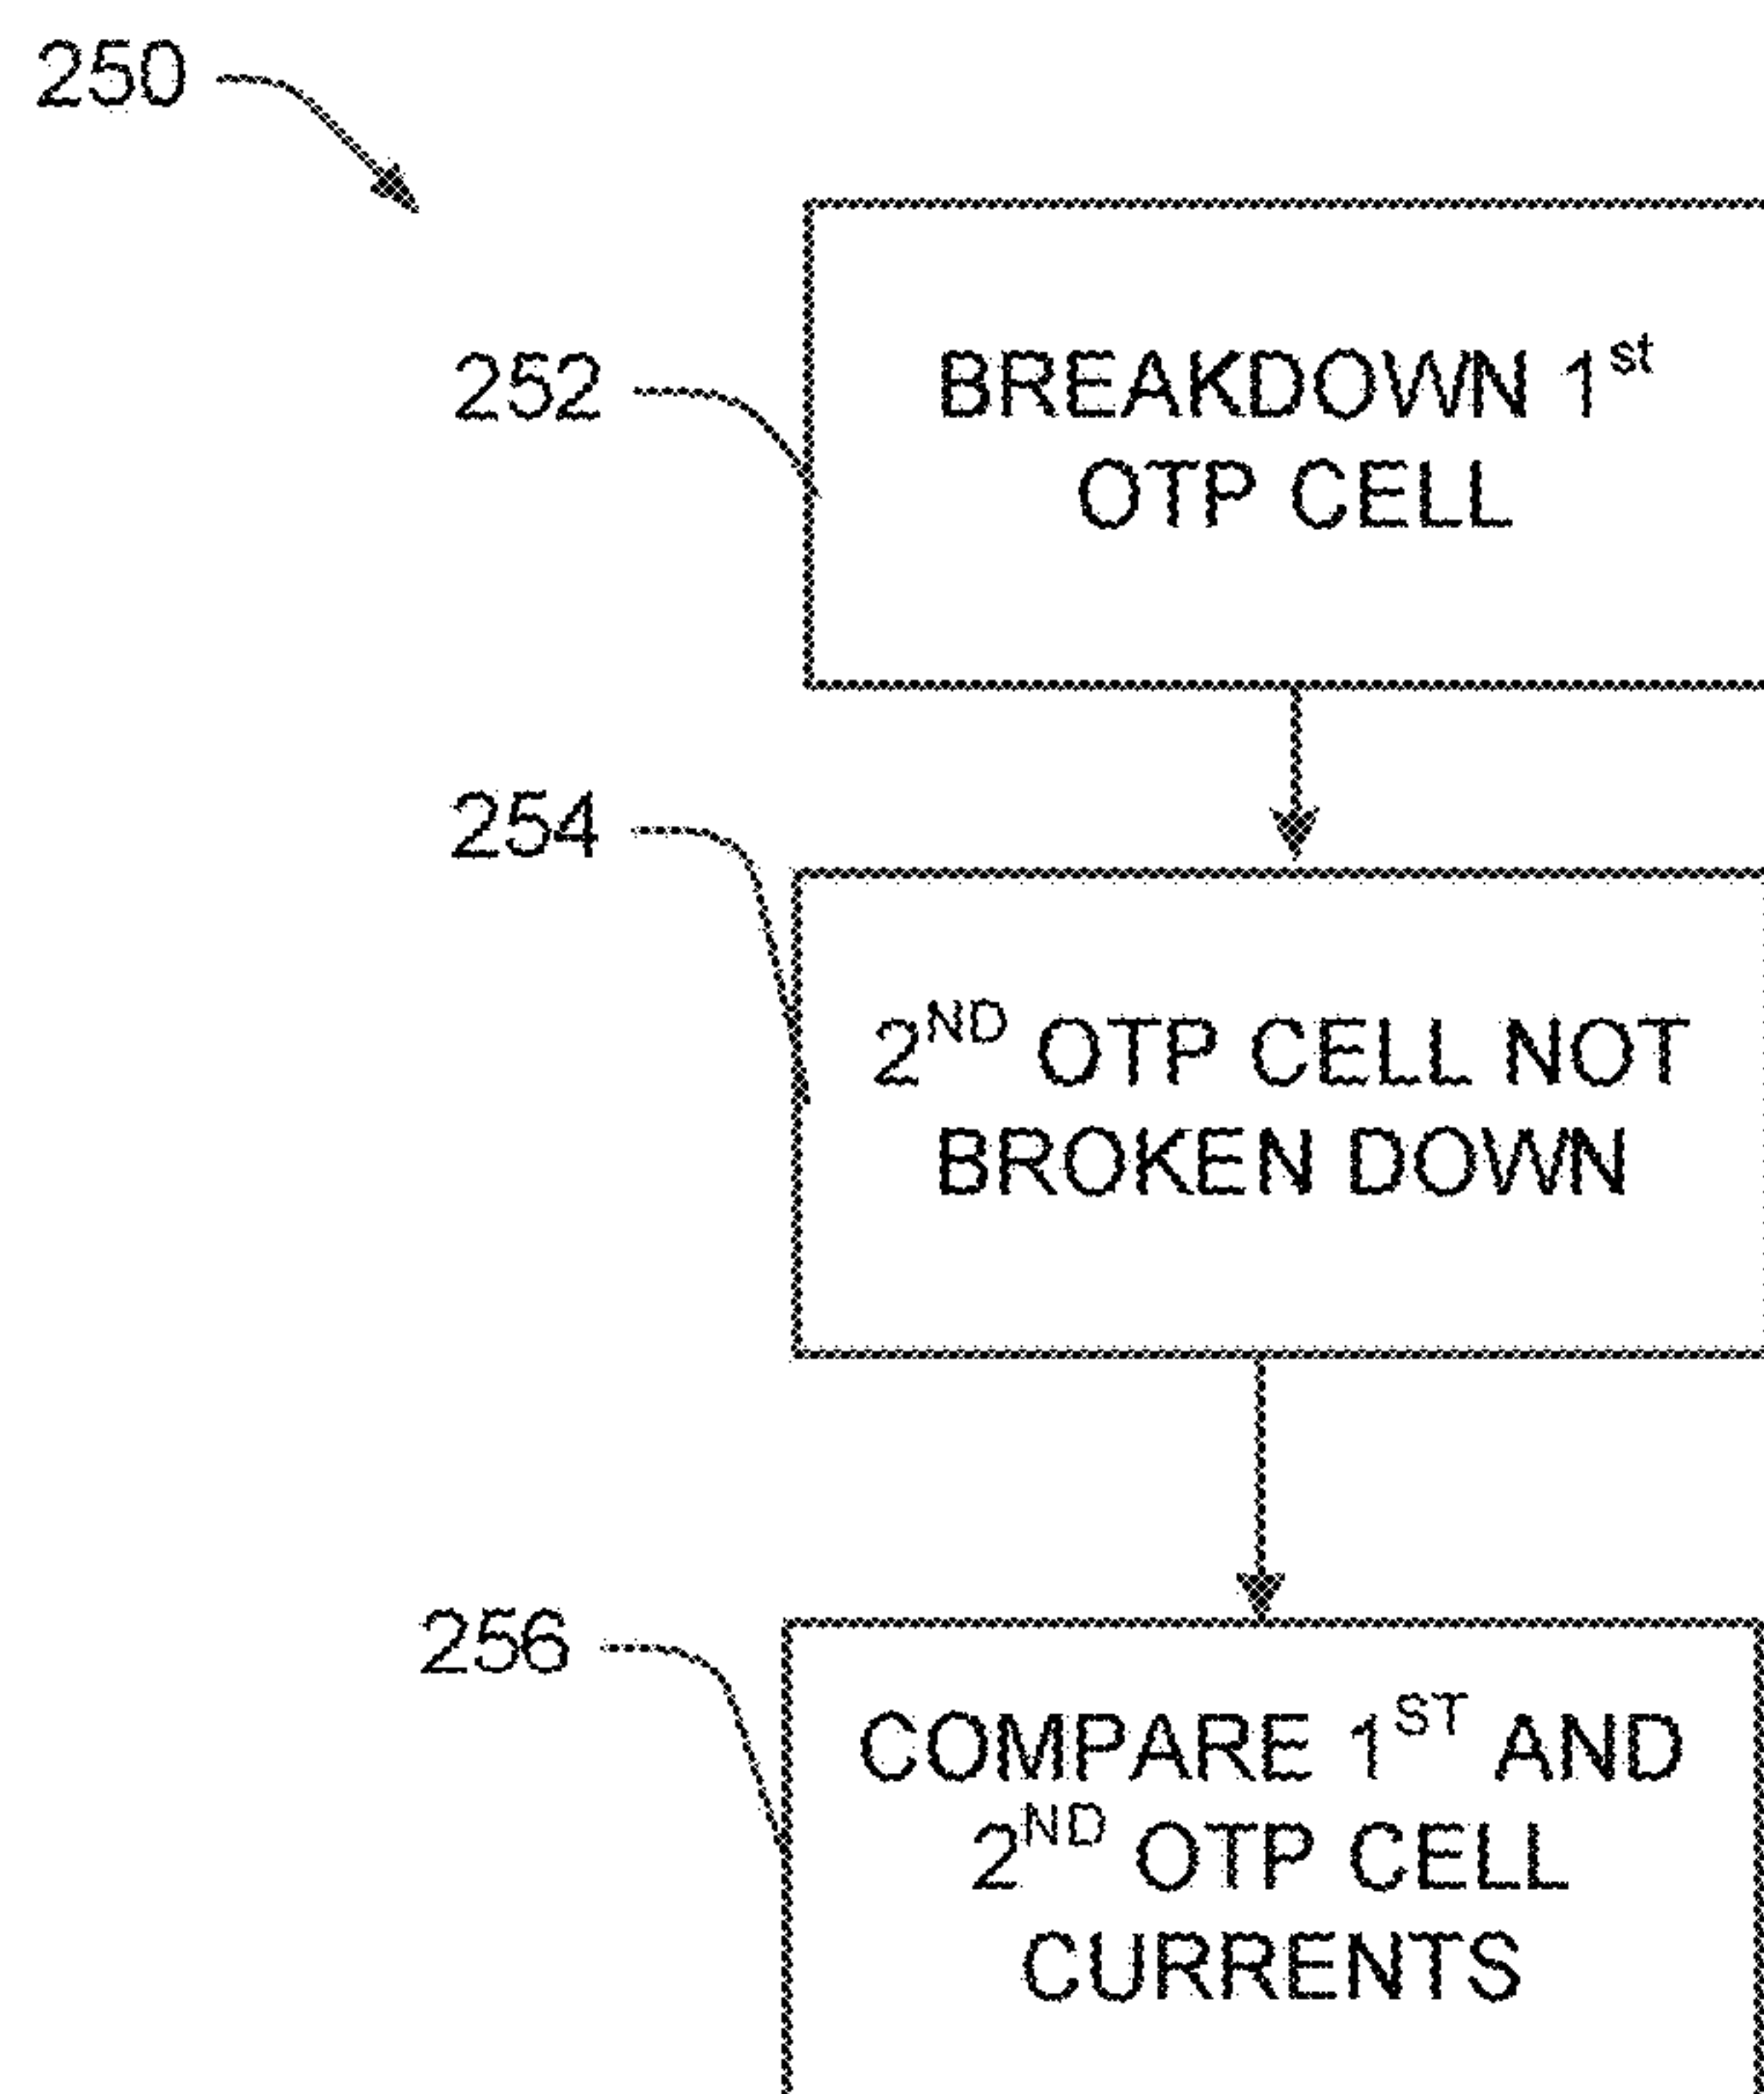 250
252
BREAKDOWN 1st
OTP CELL
254
2ND OTP CELL NOT
BROKEN DOWN
256
COMPARE 1ST AND
2ND OTP CELL
CURRENTS